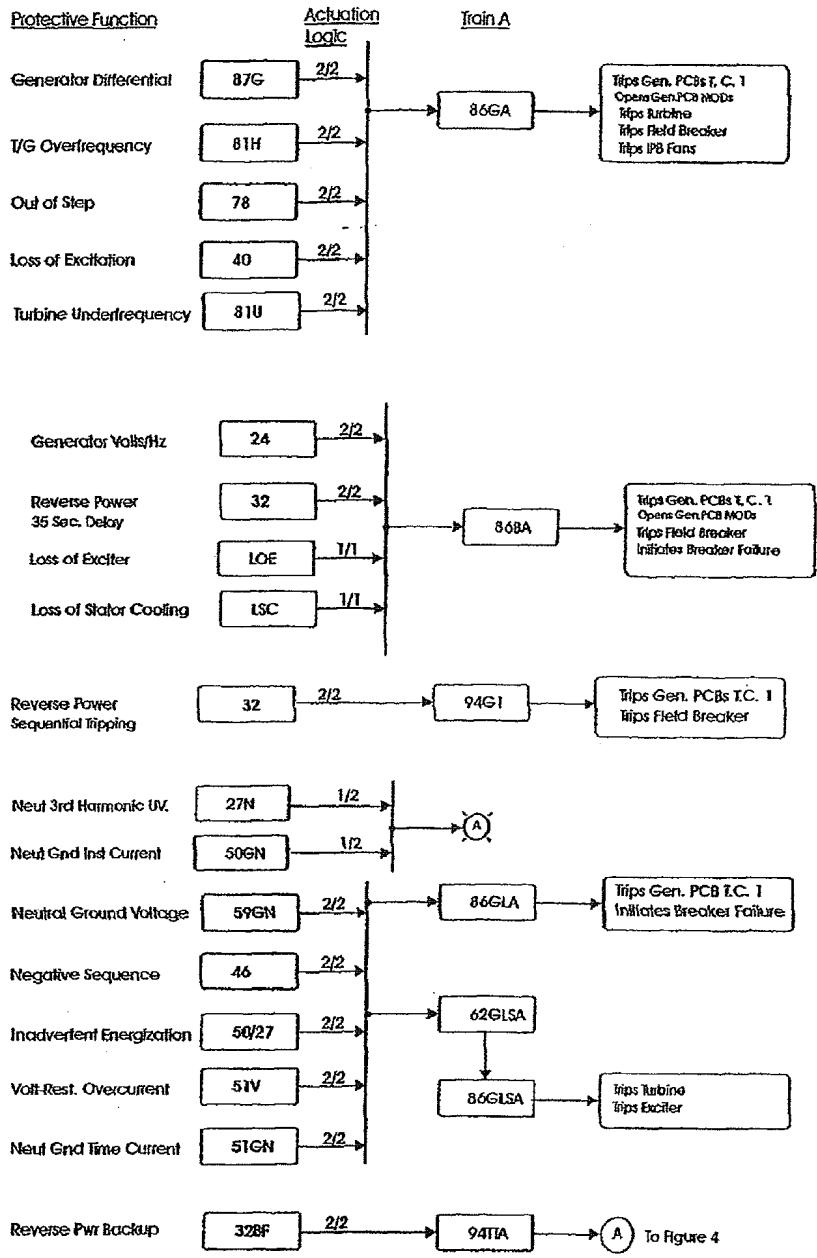 Protective Function
Actuation
Logic
Train A
Generator Differential
87G
2/2
86GA
Trips Gen. PCBs T. C. 1
Opens Gen.PCB MODs
Trips Turbine
Trips Field Breaker
Trips IPB Fans
T/G Overfrequency
81H
2/2
Out of Step
78
2/2
Loss of Excitation
40
2/2
Turbine Underfrequency
81U
2/2
Generator Volts/Hz
24
2/2
Reverse Power
35 Sec. Delay
32
2/2
86BA
Trips Gen. PCBs T. C. 1
Opens Gen.PCB MODs
Trips Field Breaker
Initiates Breaker Failure
Loss of Exciter
LOE
1/1
Loss of Stator Cooling
LSC
1/1
Reverse Power
Sequential Tripping
32
2/2
94G1
Trips Gen. PCBs T.C. 1
Trips Field Breaker
Neut 3rd Harmonic UV.
27N
1/2
A
Neut Gnd Inst Current
50GN
1/2
Neutral Ground Voltage
59GN
2/2
86GLA
Trips Gen. PCB T.C. 1
Initiates Breaker Failure
Negative Sequence
46
2/2
62GLSA
Inadvertent Energization
50/27
2/2
Volt-Rest. Overcurrent
51V
2/2
86GLSA
Trips Turbine
Trips Exciter
Neut Gnd Time Current
51GN
2/2
Reverse Pwr Backup
32BF
2/2
94TTA
A
To Figure 4